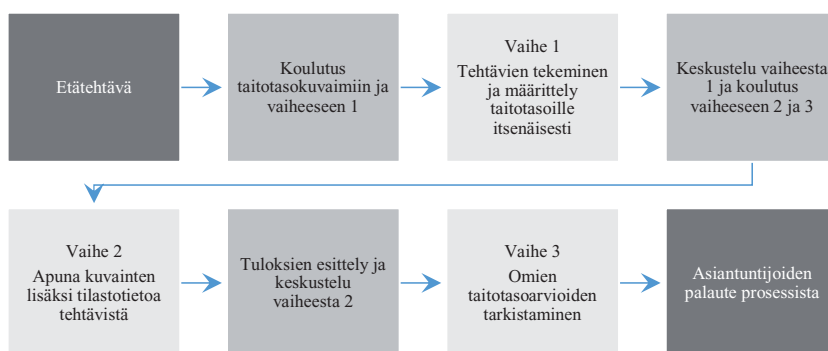 Etätehtävä
Koulutus
taitotasokuvaimiin ja
vaiheeseen 1
Vaihe 1
Tehtävien tekeminen
ja määrittely
taitotasoille
itsenäisesti
Keskustelu vaiheesta
1 ja koulutus
vaiheeseen 2 ja 3
Vaihe 2
Apuna kuvainten
lisäksi tilastotietoa
tehtävistä
Tuloksien esittely ja
keskustelu
vaiheesta 2
Vaihe 3
Omien
taitotasoarvioiden
tarkistaminen
Asiantuntijoiden
palaute prosessista